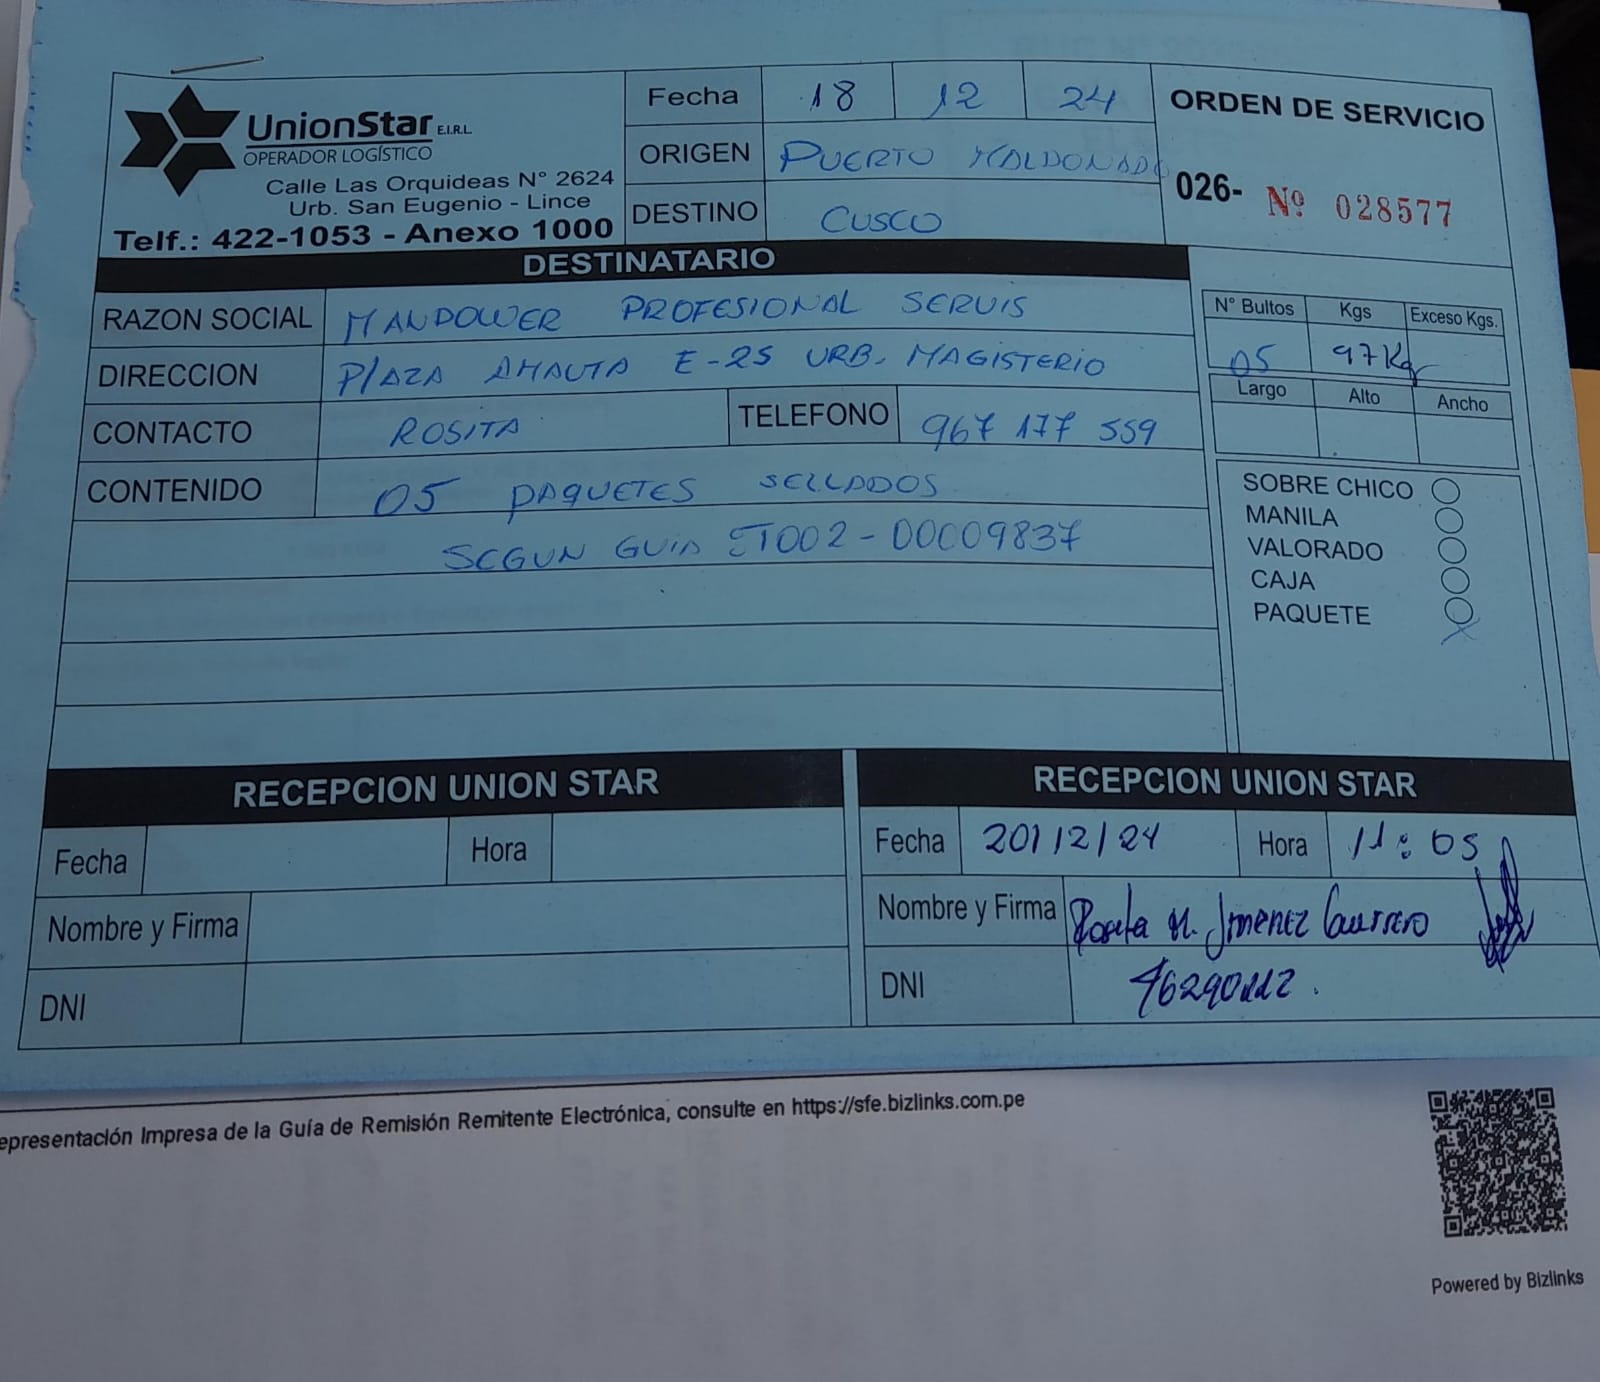 UnionStar E.I.R.L.
OPERADOR LOGÍSTICO
Calle Las Orquideas N° 2624
Urb. San Eugenio - Lince
Telf.: 422-1053 - Anexo 1000
Fecha 18 12 24
ORIGEN PUERTO MALDONADO
DESTINO CUSCO
ORDEN DE SERVICIO
026- Nº 028577
DESTINATARIO
RAZON SOCIAL MANPOWER PROFESIONAL SERVIS
DIRECCION PLAZA AMAUTA E-25 URB. MAGISTERIO
CONTACTO ROSITA TELEFONO 967 177 559
CONTENIDO 05 PAQUETES SELLADOS
SEGUN GUIA ET002-00009837
N° Bultos Kgs Exceso Kgs.
05 97Kg
Largo Alto Ancho
SOBRE CHICO
MANILA
VALORADO
CAJA
PAQUETE X
RECEPCION UNION STAR
Fecha Hora
Nombre y Firma
DNI
RECEPCION UNION STAR
Fecha 20/12/24 Hora 11:05
Nombre y Firma M. Jimenez Guerrero
DNI 46290112.
epresentación Impresa de la Guía de Remisión Remitente Electrónica, consulte en https://sfe.bizlinks.com.pe
Powered by Bizlinks